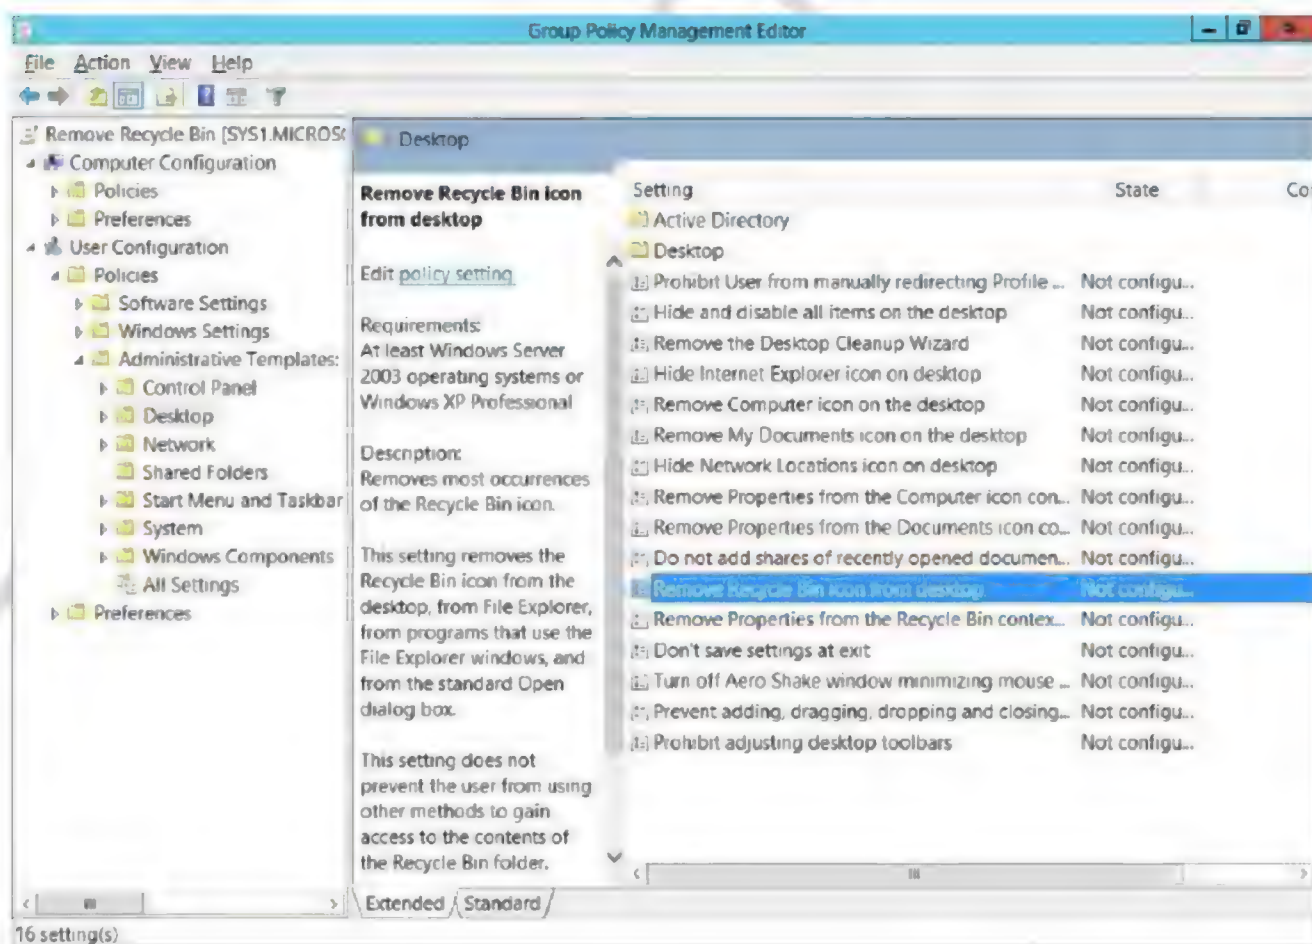 Group Policy Management Editor
File Action View Help
Remove Recycle Bin [SYS1.MICROS
Computer Configuration
Policies
Preferences
User Configuration
Policies
Software Settings
Windows Settings
Administrative Templates:
Control Panel
Desktop
Network
Shared Folders
Start Menu and Taskbar
System
Windows Components
All Settings
Preferences
Desktop
Remove Recycle Bin icon
from desktop
Edit policy setting
Requirements:
At least Windows Server
2003 operating systems or
Windows XP Professional
Description:
Removes most occurrences
of the Recycle Bin icon.
This setting removes the
Recycle Bin icon from the
desktop, from File Explorer,
from programs that use the
File Explorer windows, and
from the standard Open
dialog box.
This setting does not
prevent the user from using
other methods to gain
access to the contents of
the Recycle Bin folder.
Setting State Co
Active Directory
Desktop
Prohibit User from manually redirecting Profile ... Not configu...
Hide and disable all items on the desktop Not configu...
Remove the Desktop Cleanup Wizard Not configu...
Hide Internet Explorer icon on desktop Not configu...
Remove Computer icon on the desktop Not configu...
Remove My Documents icon on the desktop Not configu...
Hide Network Locations icon on desktop Not configu...
Remove Properties from the Computer icon con... Not configu...
Remove Properties from the Documents icon co... Not configu...
Do not add shares of recently opened documen... Not configu...
Remove Recycle Bin icon from desktop Not configu...
Remove Properties from the Recycle Bin contex... Not configu...
Don't save settings at exit Not configu...
Turn off Aero Shake window minimizing mouse ... Not configu...
Prevent adding, dragging, dropping and closing... Not configu...
Prohibit adjusting desktop toolbars Not configu...
Extended Standard
16 setting(s)